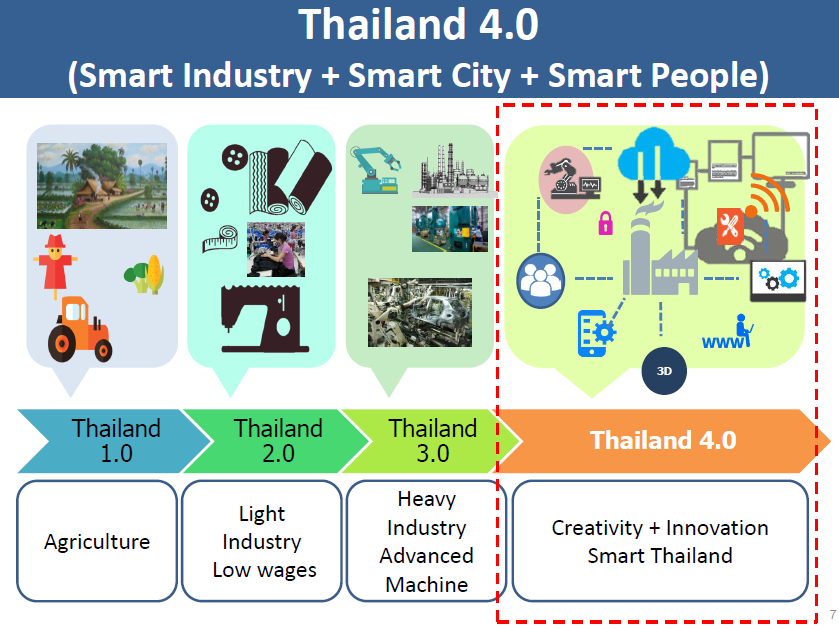 Thailand 4.0
(Smart Industry + Smart City + Smart People)
www
3D
Thailand
1.0
Thailand
2.0
Thailand
3.0
Thailand 4.0
Agriculture
Light
Industry
Low wages
Heavy
Industry
Advanced
Machine
Creativity + Innovation
Smart Thailand
7